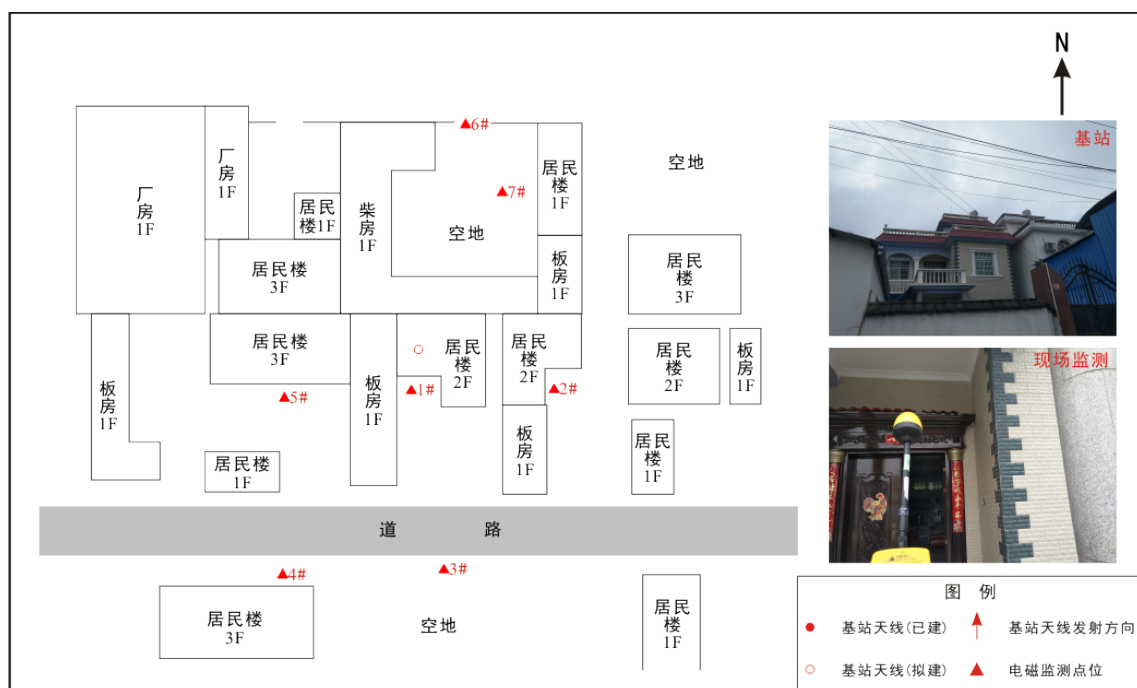 N
6#
基站
厂房
1F
厂房
1F
居民
楼1F
柴房
1F
7#
空地
居民
楼
1F
空地
板房
1F
居民楼
3F
居民
楼
3F
居民楼
3F
居民
楼
2F
居民
楼
2F
居民
楼
2F
板房
1F
现场监测
板房
1F
5#
板房
1F
1#
2#
板房
1F
居民
楼
1F
居民楼
1F
道 路
4#
3#
居民楼
3F
空地
居民
楼
1F
图 例
基站天线(已建)
基站天线发射方向
基站天线(拟建)
电磁监测点位